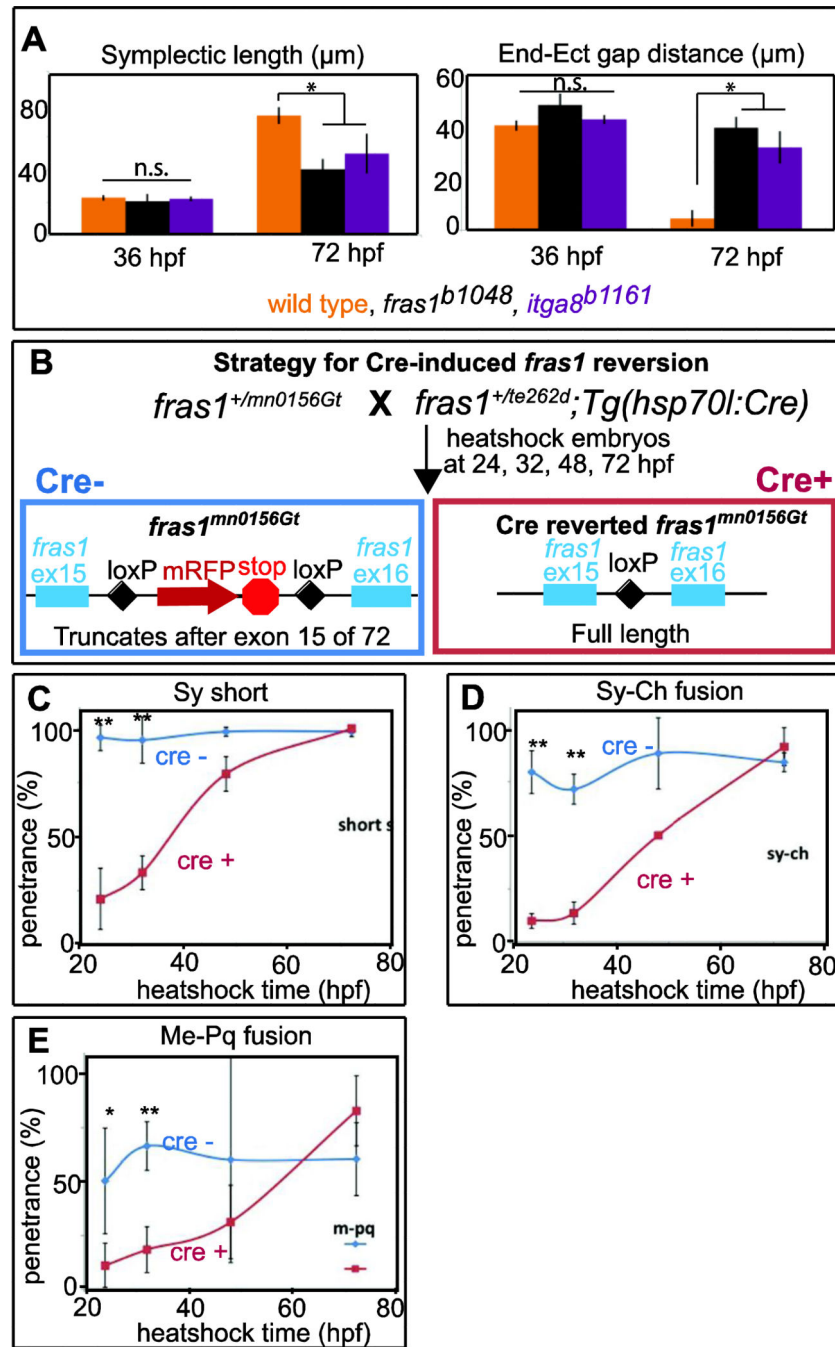 A
Symplectic length (µm)
80
40
0
*
n.s.
36 hpf
72 hpf
End-Ect gap distance (µm)
60
40
20
0
n.s.
*
36 hpf
72 hpf
wild type, fras1b1048, itga8b1161
B
Strategy for Cre-induced fras1 reversion
fras1+/mn0156Gt X fras1+/te262d;Tg(hsp70l:Cre)
heatshock embryos
at 24, 32, 48, 72 hpf
Cre-
fras1mn0156Gt
fras1 fras1
ex15 loxP mRFP stop loxP ex16
Truncates after exon 15 of 72
Cre+
Cre reverted fras1mn0156Gt
fras1 loxP fras1
ex15 ex16
Full length
C
Sy short
100
50
0
penetrance (%)
** **
cre -
cre +
short s
20 40 60 80
heatshock time (hpf)
D
Sy-Ch fusion
100
50
0
penetrance (%)
** **
cre -
cre +
sy-ch
20 40 60 80
heatshock time (hpf)
E
Me-Pq fusion
100
50
0
penetrance (%)
* **
cre -
cre +
m-pq
20 40 60 80
heatshock time (hpf)